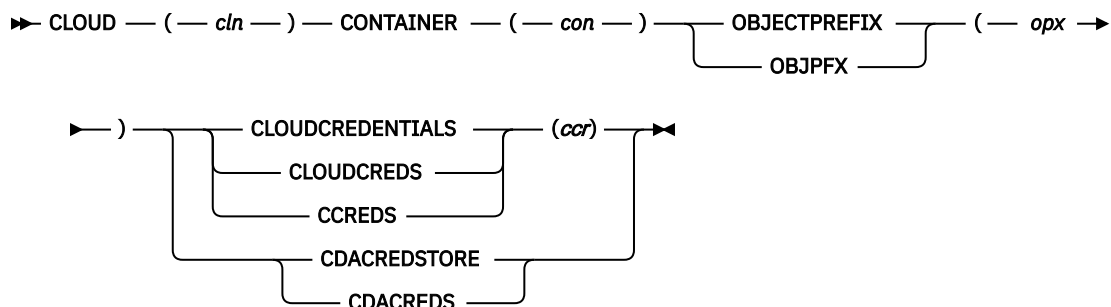 CLOUD ( cln ) CONTAINER ( con ) OBJECTPREFIX ( opx
OBJPFX
) CLOUDCREDENTIALS (ccr)
CLOUDCREDS
CCREDS
CDACREDSTORE
CDACREDS